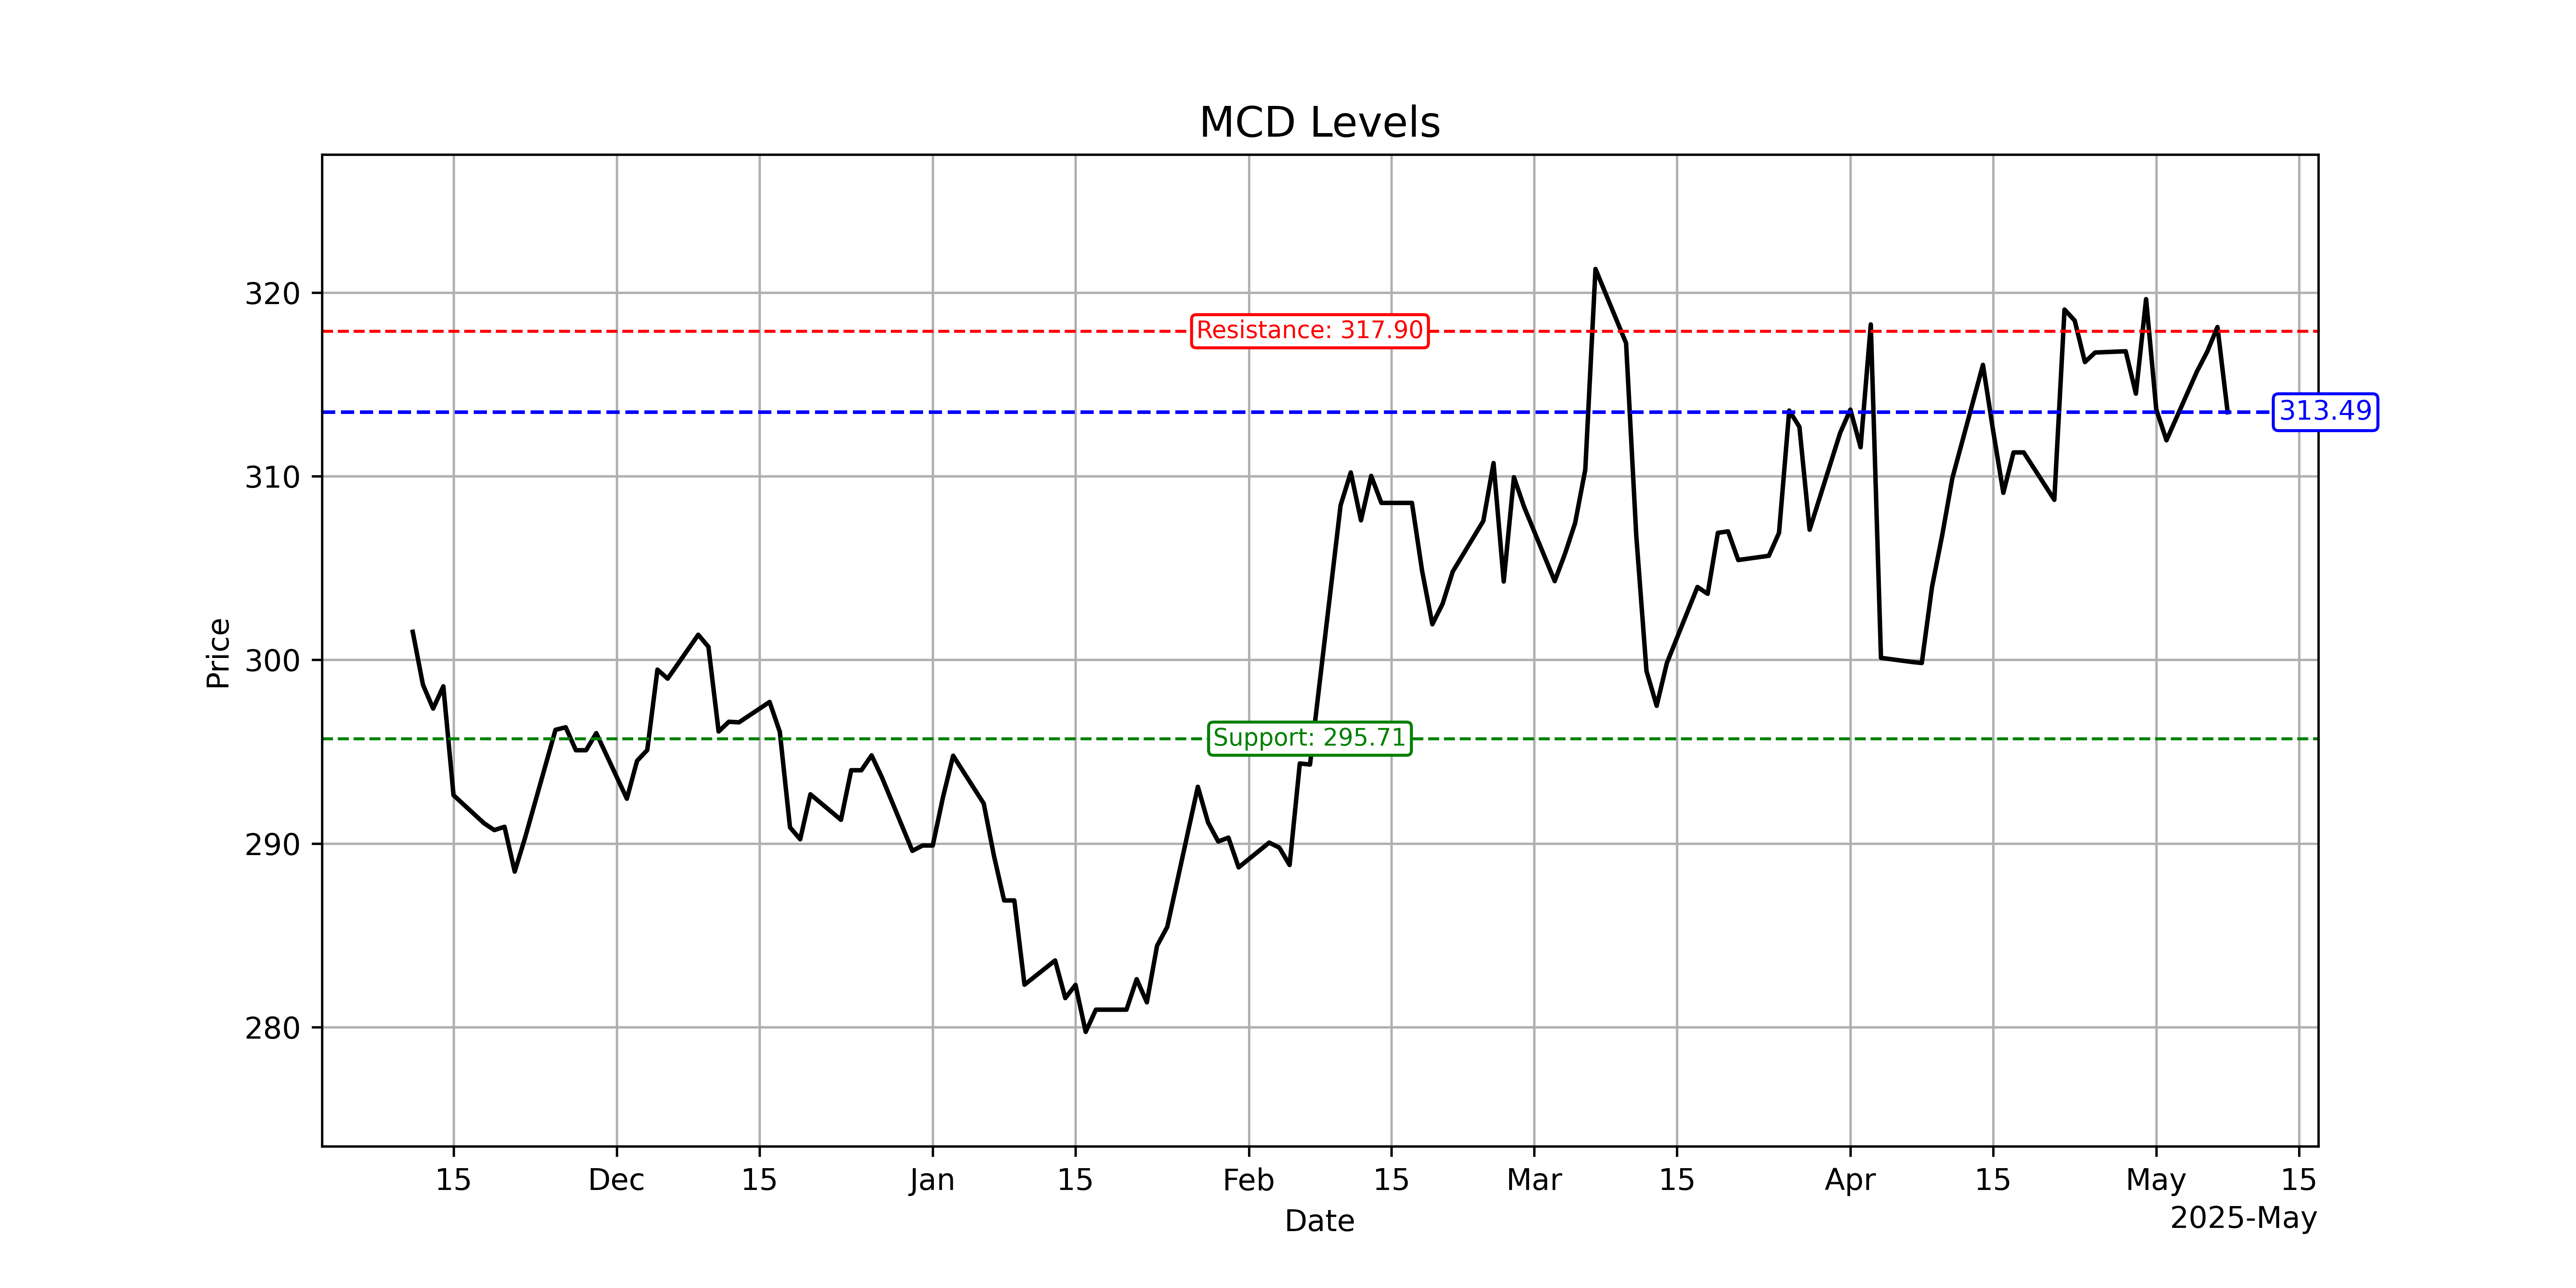 MCD Levels
320
Resistance: 317.90
313.49
310
Price
300
Support: 295.71
290
280
15 Dec 15 Jan 15 Feb 15 Mar 15 Apr 15 May 15
Date
2025-May